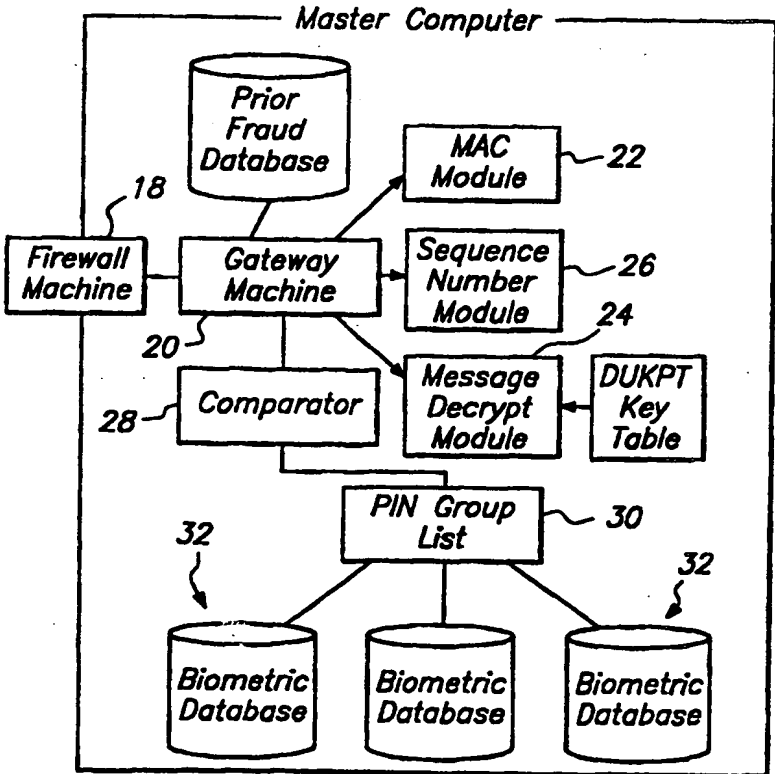 Master Computer
Prior
Fraud
Database
MAC
Module
22
18
Firewall
Machine
Gateway
Machine
20
Sequence
Number
Module
26
24
Comparator
28
Message
Decrypt
Module
DUKPT
Key
Table
PIN Group
List
30
32
32
Biometric
Database
Biometric
Database
Biometric
Database